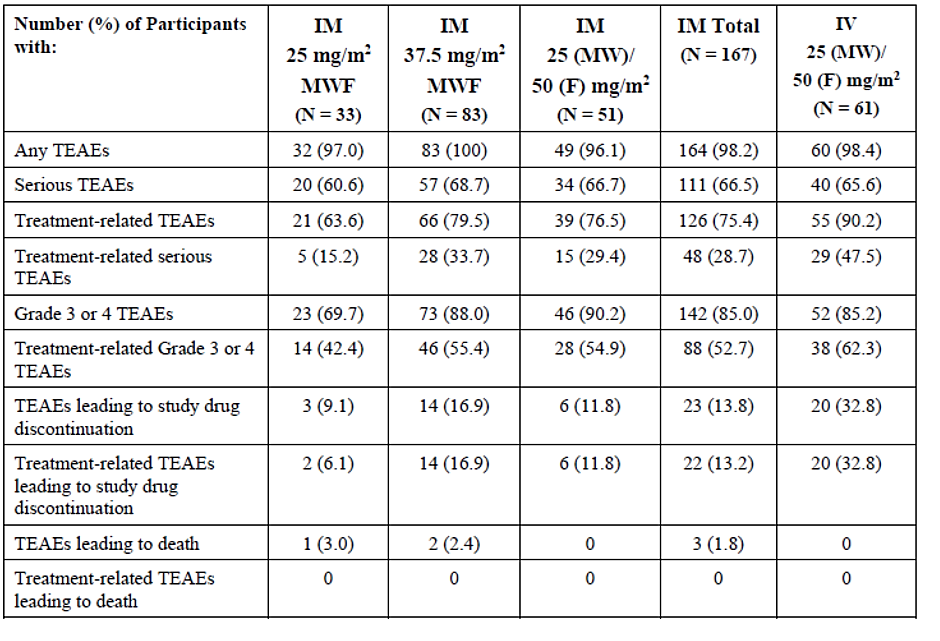 Number (%) of Participants with: | IM 25 mg/m² MWF (N = 33) | IM 37.5 mg/m² MWF (N = 83) | IM 25 (MW)/ 50 (F) mg/m² (N = 51) | IM Total (N = 167) | IV 25 (MW)/ 50 (F) mg/m² (N = 61)
Any TEAEs | 32 (97.0) | 83 (100) | 49 (96.1) | 164 (98.2) | 60 (98.4)
Serious TEAEs | 20 (60.6) | 57 (68.7) | 34 (66.7) | 111 (66.5) | 40 (65.6)
Treatment-related TEAEs | 21 (63.6) | 66 (79.5) | 39 (76.5) | 126 (75.4) | 55 (90.2)
Treatment-related serious TEAEs | 5 (15.2) | 28 (33.7) | 15 (29.4) | 48 (28.7) | 29 (47.5)
Grade 3 or 4 TEAEs | 23 (69.7) | 73 (88.0) | 46 (90.2) | 142 (85.0) | 52 (85.2)
Treatment-related Grade 3 or 4 TEAEs | 14 (42.4) | 46 (55.4) | 28 (54.9) | 88 (52.7) | 38 (62.3)
TEAEs leading to study drug discontinuation | 3 (9.1) | 14 (16.9) | 6 (11.8) | 23 (13.8) | 20 (32.8)
Treatment-related TEAEs leading to study drug discontinuation | 2 (6.1) | 14 (16.9) | 6 (11.8) | 22 (13.2) | 20 (32.8)
TEAEs leading to death | 1 (3.0) | 2 (2.4) | 0 | 3 (1.8) | 0
Treatment-related TEAEs leading to death | 0 | 0 | 0 | 0 | 0